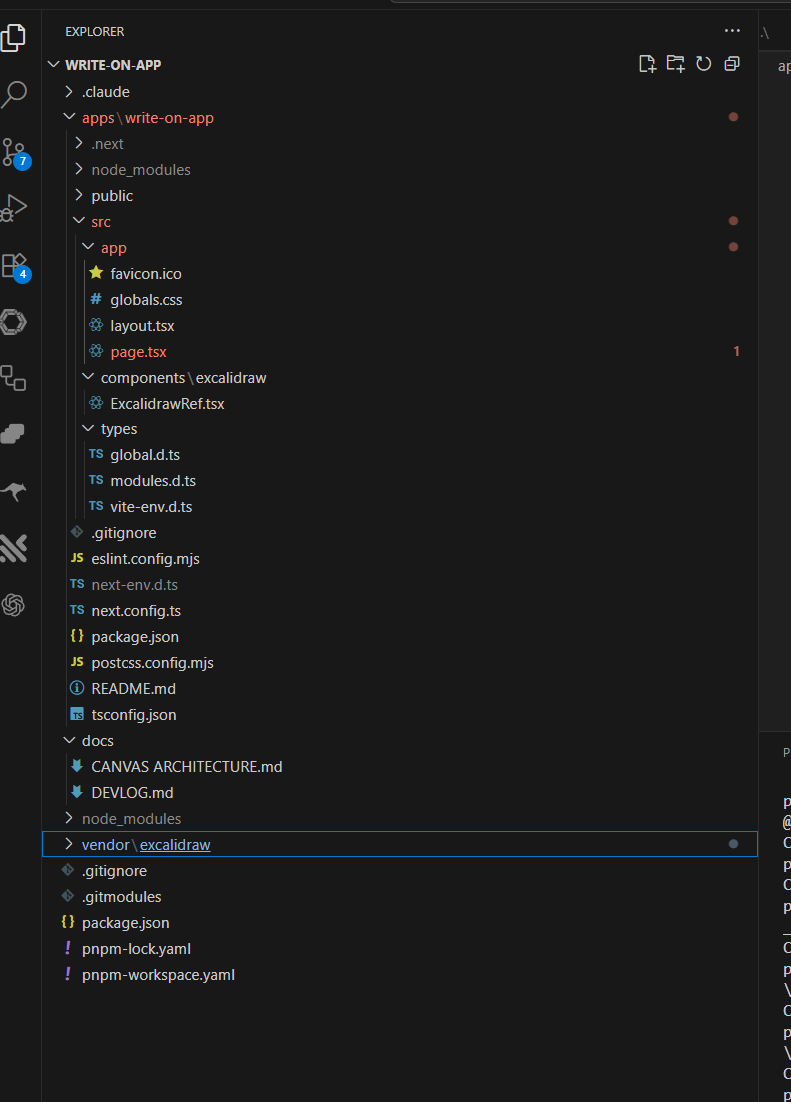 EXPLORER
WRITE-ON-APP
.claude
apps\write-on-app
.next
node_modules
public
src
app
favicon.ico
# globals.css
layout.tsx
page.tsx 1
components\excalidraw
ExcalidrawRef.tsx
types
TS global.d.ts
TS modules.d.ts
TS vite-env.d.ts
.gitignore
JS eslint.config.mjs
TS next-env.d.ts
TS next.config.ts
{} package.json
JS postcss.config.mjs
README.md
TS tsconfig.json
docs
CANVAS ARCHITECTURE.md
DEVLOG.md
node_modules
vendor\excalidraw
.gitignore
.gitmodules
{} package.json
! pnpm-lock.yaml
! pnpm-workspace.yaml
7
4
.\
ap